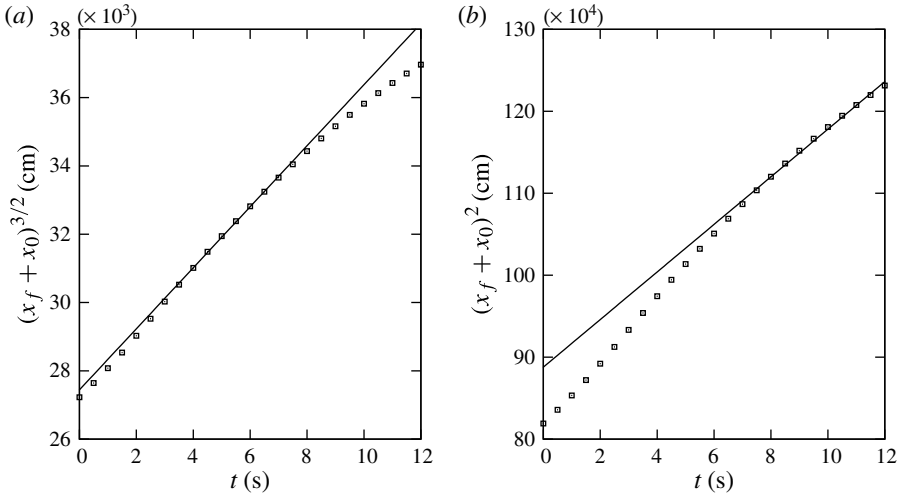 (a) (× 10³)
38
36
34
32
30
28
26
(x_f + x_0)^{3/2} (cm)
0 2 4 6 8 10 12
t (s)
(b) (× 10⁴)
130
120
110
100
90
80
(x_f + x_0)^2 (cm)
0 2 4 6 8 10 12
t (s)